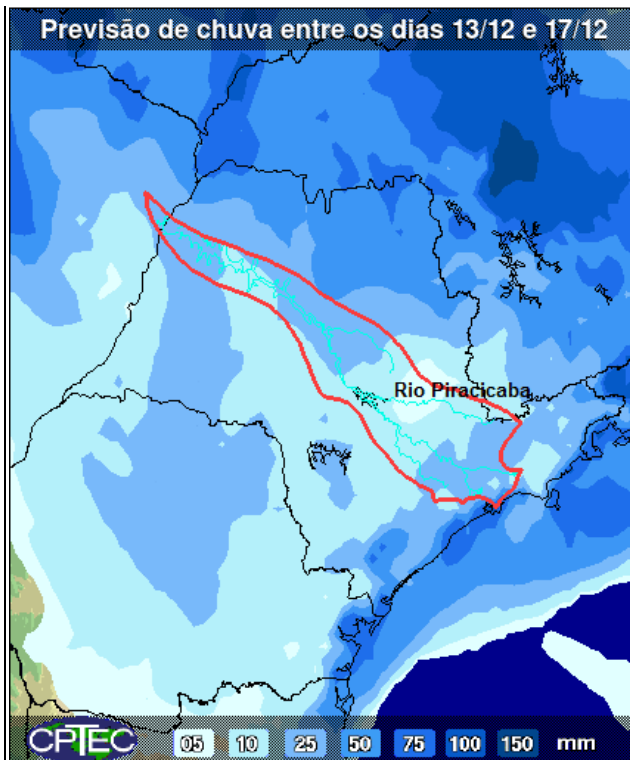 Previsão de chuva entre os dias 13/12 e 17/12
Rio Piracicaba
CPTEC 05 10 25 50 75 100 150 mm